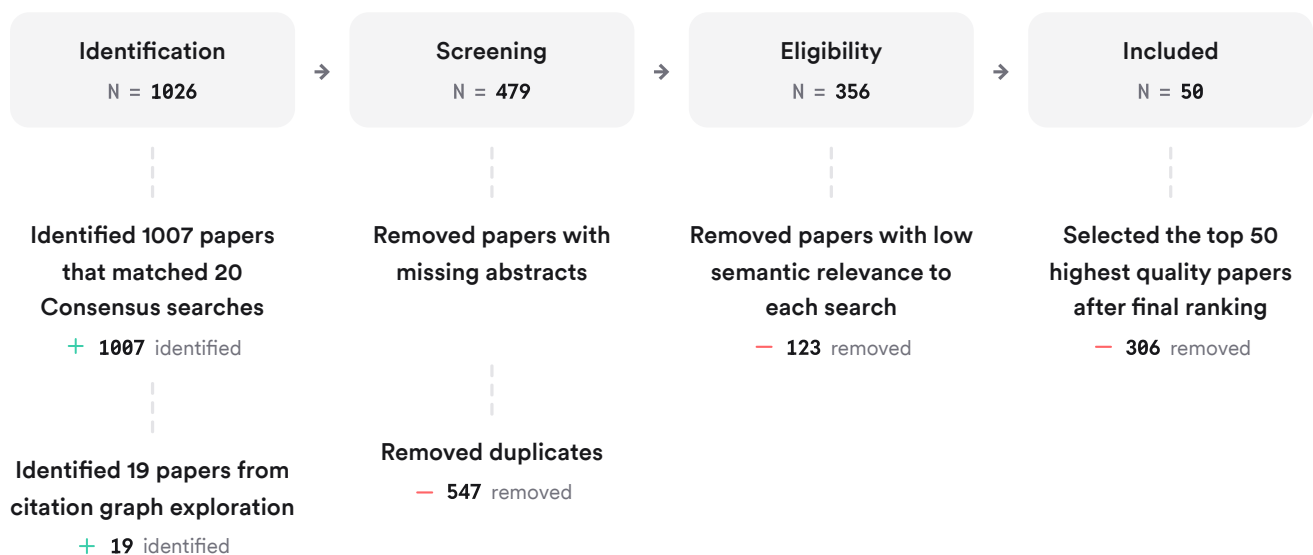 Identification
N = 1026
Screening
N = 479
Eligibility
N = 356
Included
N = 50
Identified 1007 papers
that matched 20
Consensus searches
+ 1007 identified
Identified 19 papers from
citation graph exploration
+ 19 identified
Removed papers with
missing abstracts
Removed duplicates
− 547 removed
Removed papers with low
semantic relevance to
each search
− 123 removed
Selected the top 50
highest quality papers
after final ranking
− 306 removed